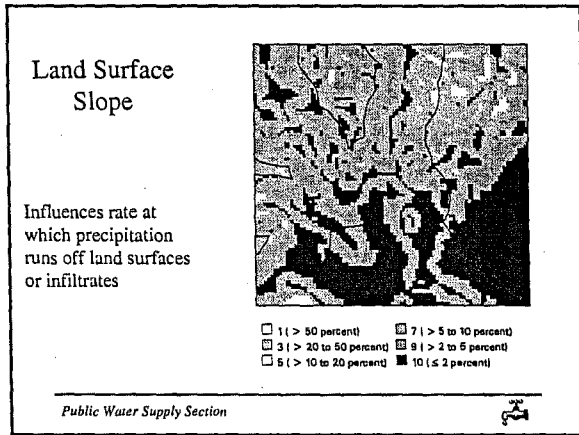 Land Surface
Slope
Influences rate at
which precipitation
runs off land surfaces
or infiltrates
1 ( > 50 percent)
3 ( > 20 to 50 percent)
5 ( > 10 to 20 percent)
7 ( > 5 to 10 percent)
9 ( > 2 to 5 percent)
10 ( ≤ 2 percent)
Public Water Supply Section